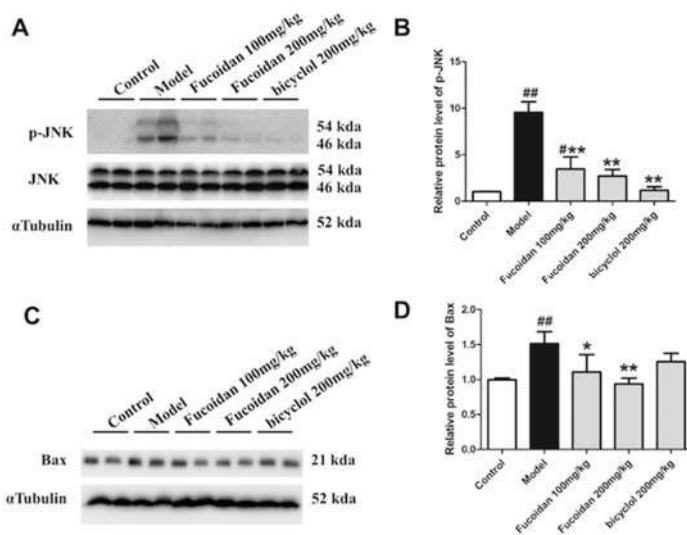 A
Control
Model
Fucoidan 100mg/kg
Fucoidan 200mg/kg
bicyclol 200mg/kg
p-JNK
54 kda
46 kda
JNK
54 kda
46 kda
αTubulin
52 kda
B
Relative protein level of p-JNK
15
10
5
0
##
#**
**
**
Control
Model
Fucoidan 100mg/kg
Fucoidan 200mg/kg
bicyclol 200mg/kg
C
Control
Model
Fucoidan 100mg/kg
Fucoidan 200mg/kg
bicyclol 200mg/kg
Bax
21 kda
αTubulin
52 kda
D
Relative protein level of Bax
2.0
1.5
1.0
0.5
0.0
##
*
**
Control
Model
Fucoidan 100mg/kg
Fucoidan 200mg/kg
bicyclol 200mg/kg